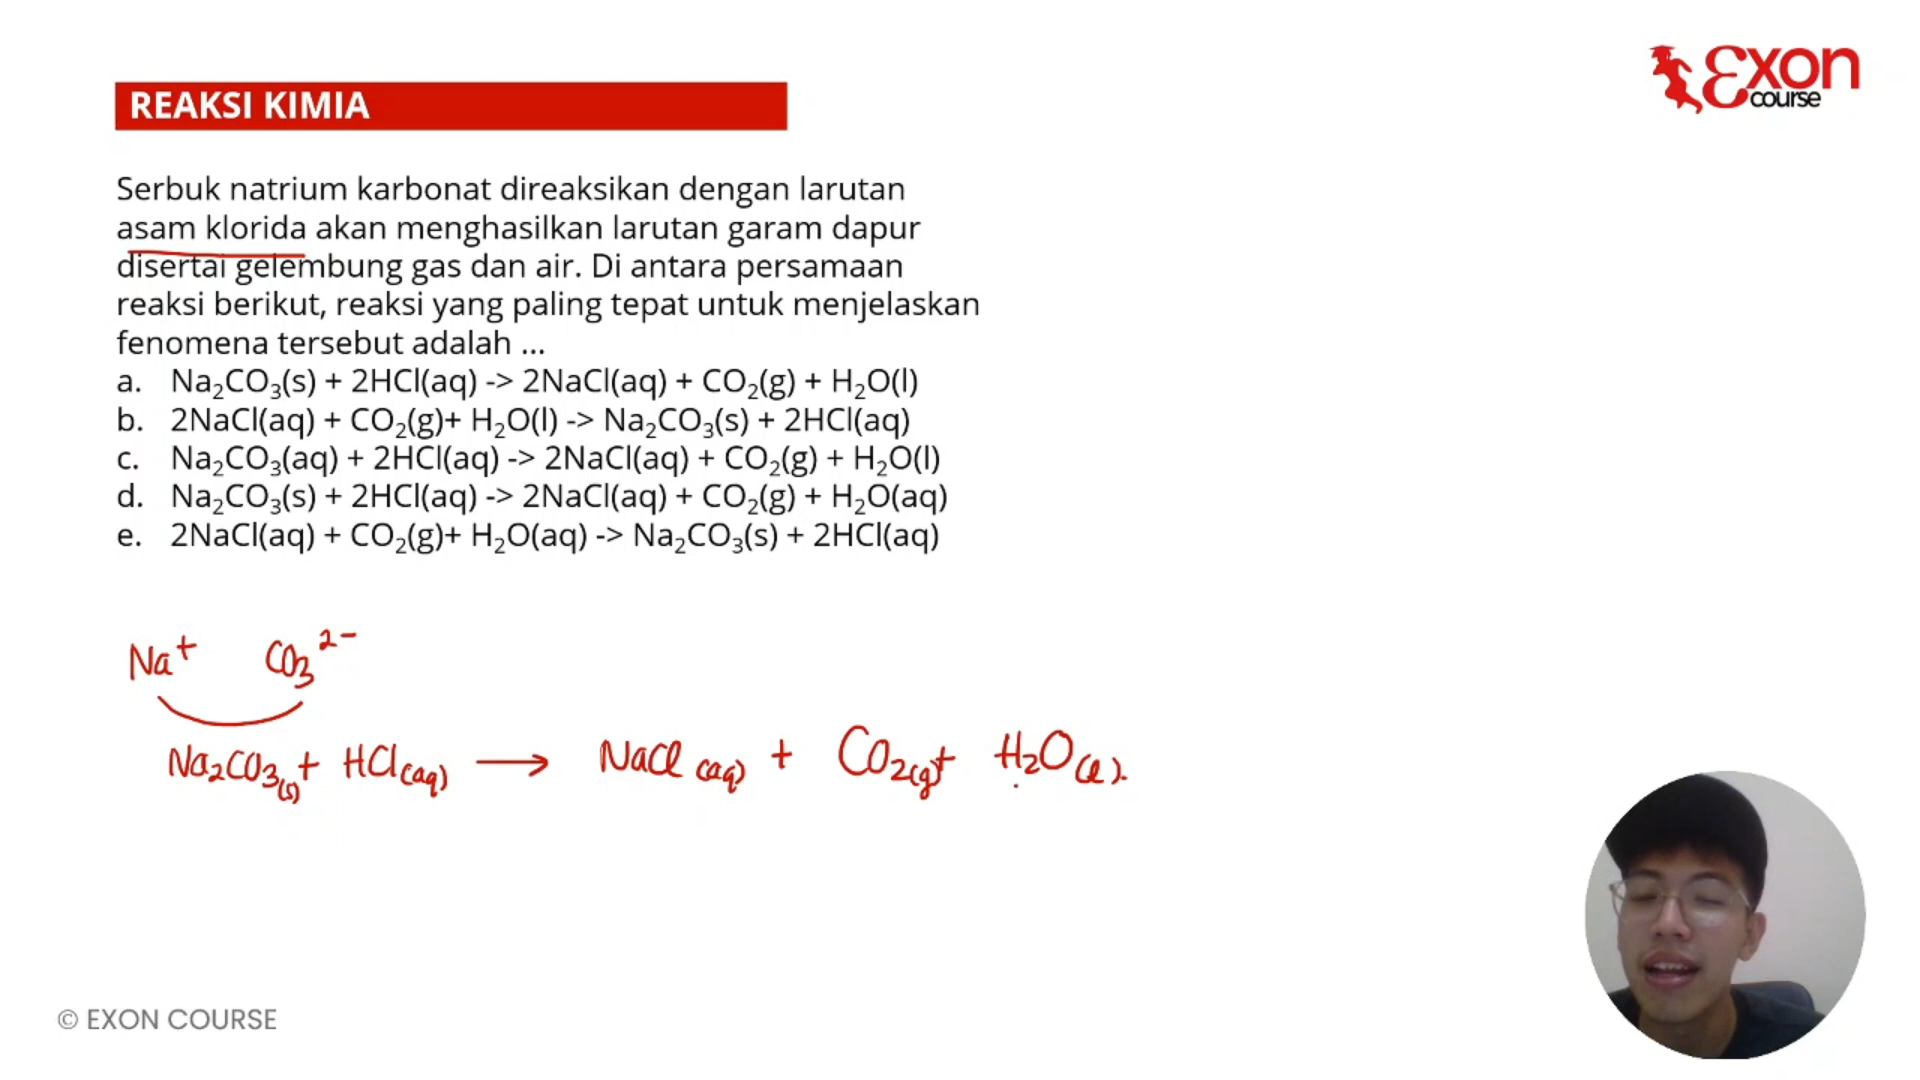 Exon
course
REAKSI KIMIA
Serbuk natrium karbonat direaksikan dengan larutan
asam klorida akan menghasilkan larutan garam dapur
disertai gelembung gas dan air. Di antara persamaan
reaksi berikut, reaksi yang paling tepat untuk menjelaskan
fenomena tersebut adalah ...
a. Na₂CO₃(s) + 2HCl(aq) -> 2NaCl(aq) + CO₂(g) + H₂O(l)
b. 2NaCl(aq) + CO₂(g)+ H₂O(l) -> Na₂CO₃(s) + 2HCl(aq)
c. Na₂CO₃(aq) + 2HCl(aq) -> 2NaCl(aq) + CO₂(g) + H₂O(l)
d. Na₂CO₃(s) + 2HCl(aq) -> 2NaCl(aq) + CO₂(g) + H₂O(aq)
e. 2NaCl(aq) + CO₂(g)+ H₂O(aq) -> Na₂CO₃(s) + 2HCl(aq)
Na⁺ CO₃²⁻
Na₂CO₃(s) + HCl(aq) → NaCl(aq) + CO₂(g) + H₂O(l).
© EXON COURSE